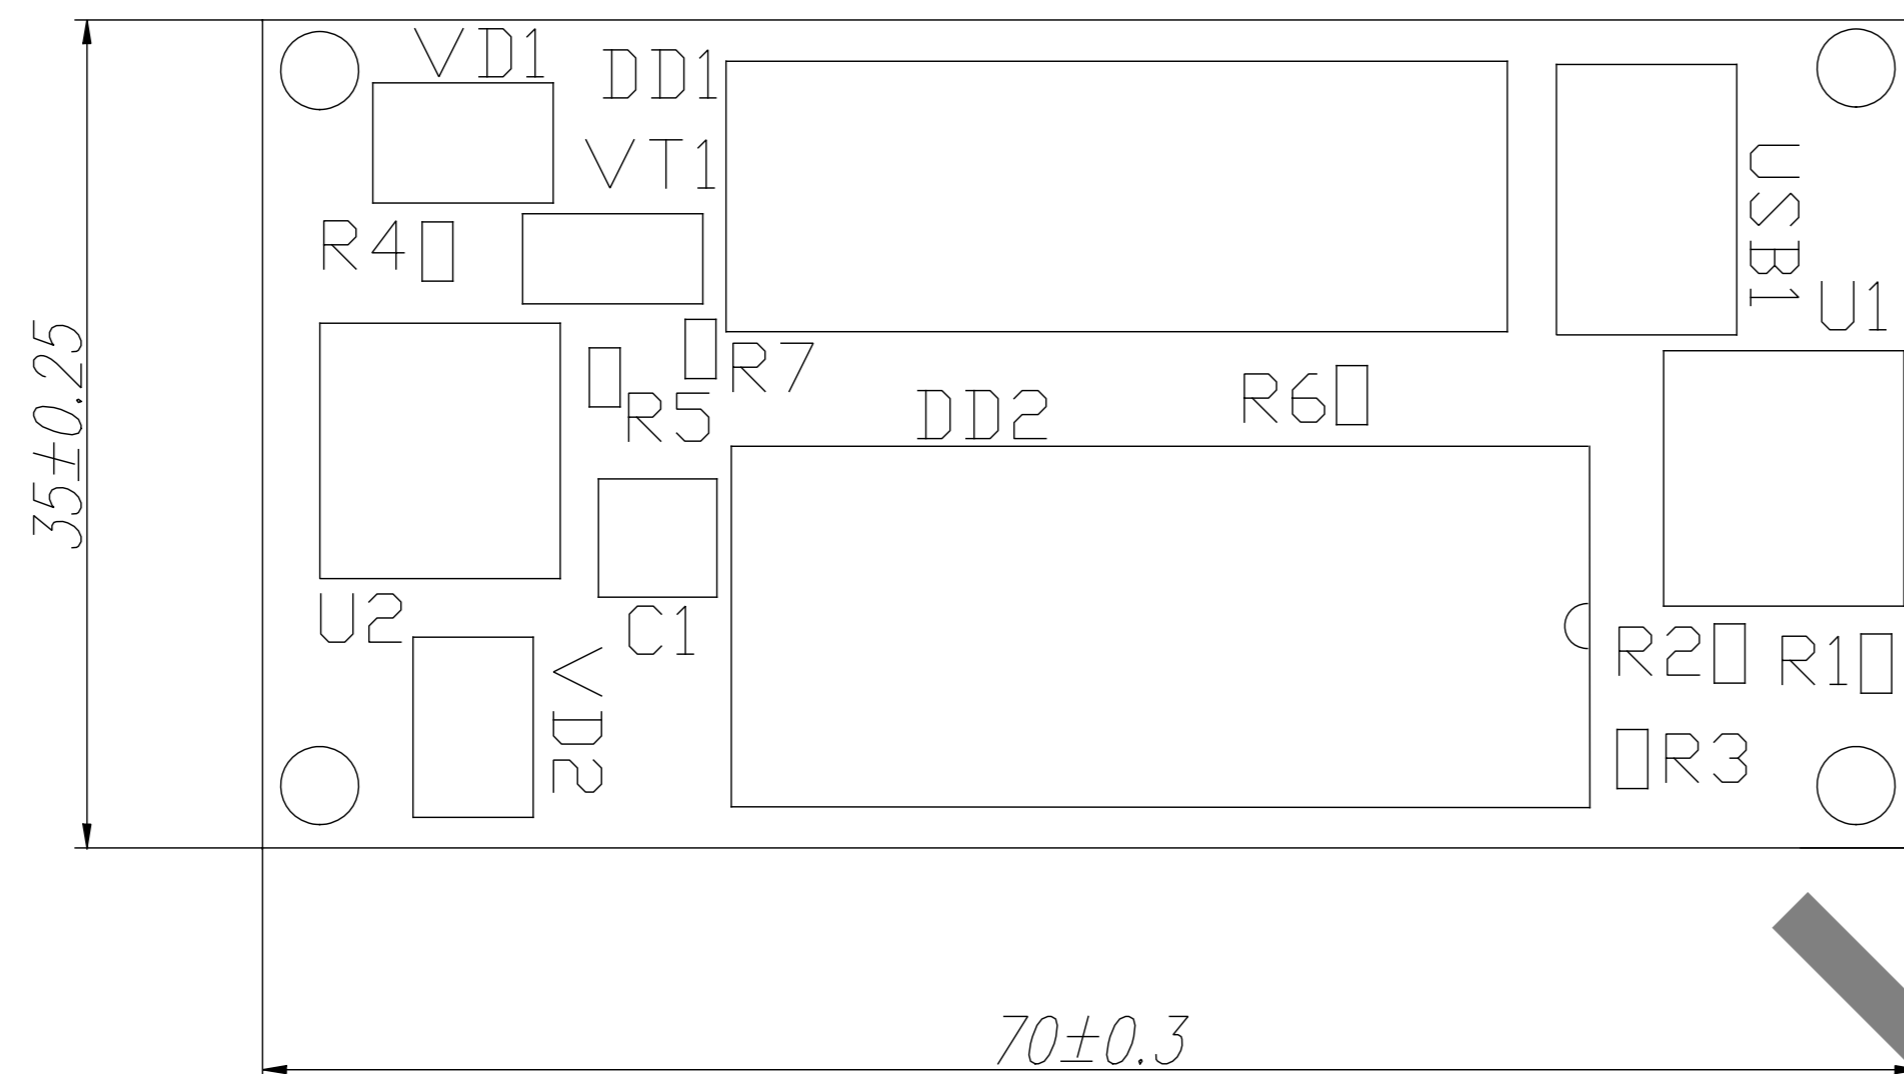 VD1
DD1
VT1
USB1
R4
U1
35±0.25
R7
R5
DD2
R6
U2
C1
R2
R1
VD2
R3
70±0.3